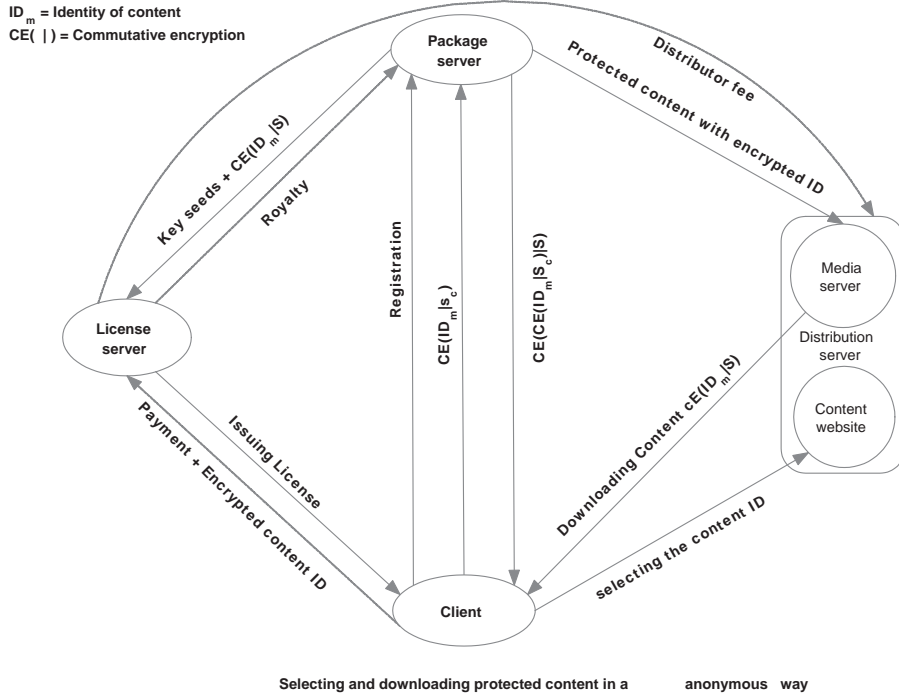 ID m = Identity of content
CE( | ) = Commutative encryption
Package
server
Distributor fee
Protected content with encrypted ID
Key seeds + CE(ID m|S)
Royalty
Registration
CE(ID m|s c)
CE(CE(ID m|S c)|S)
Media
server
Distribution
server
Content
website
License
server
Downloading Content cE(ID m|S)
Issuing License
Payment + Encrypted content ID
selecting the content ID
Client
Selecting and downloading protected content in a anonymous way